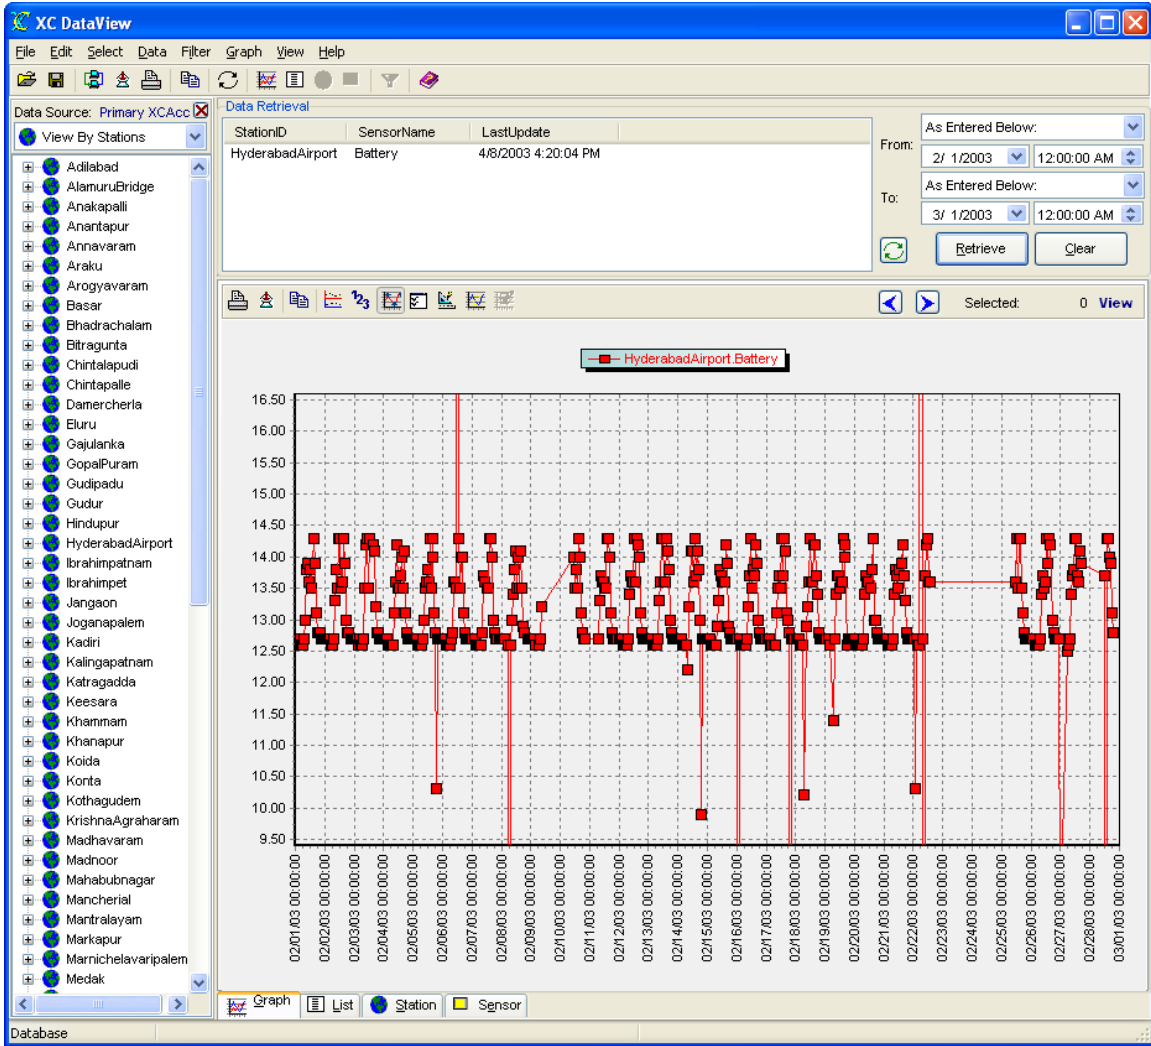 XC DataView
File Edit Select Data Filter Graph View Help
Data Source: Primary XCAcc
View By Stations
Adilabad
AlamuruBridge
Anakapalli
Anantapur
Annavaram
Araku
Arogyavaram
Basar
Bhadrachalam
Bitragunta
Chintalapudi
Chintapalle
Damercherla
Eluru
Gajulanka
GopalPuram
Gudipadu
Gudur
Hindupur
HyderabadAirport
Ibrahimpatnam
Ibrahimpet
Jangaon
Joganapalem
Kadiri
Kalingapatnam
Katragadda
Keesara
Khammam
Khanapur
Koida
Konta
Kothagudem
KrishnaAgraharam
Madhavaram
Madnoor
Mahabubnagar
Mancherial
Mantralayam
Markapur
Marnichelavaripalem
Medak
Data Retrieval
StationID SensorName LastUpdate
HyderabadAirport Battery 4/8/2003 4:20:04 PM
From:
As Entered Below:
2/ 1/2003 12:00:00 AM
To:
As Entered Below:
3/ 1/2003 12:00:00 AM
Retrieve Clear
123
Selected: 0 View
HyderabadAirport.Battery
16.50
16.00
15.50
15.00
14.50
14.00
13.50
13.00
12.50
12.00
11.50
11.00
10.50
10.00
9.50
02/01/03 00:00:00
02/02/03 00:00:00
02/03/03 00:00:00
02/04/03 00:00:00
02/05/03 00:00:00
02/06/03 00:00:00
02/07/03 00:00:00
02/08/03 00:00:00
02/09/03 00:00:00
02/10/03 00:00:00
02/11/03 00:00:00
02/12/03 00:00:00
02/13/03 00:00:00
02/14/03 00:00:00
02/15/03 00:00:00
02/16/03 00:00:00
02/17/03 00:00:00
02/18/03 00:00:00
02/19/03 00:00:00
02/20/03 00:00:00
02/21/03 00:00:00
02/22/03 00:00:00
02/23/03 00:00:00
02/24/03 00:00:00
02/25/03 00:00:00
02/26/03 00:00:00
02/27/03 00:00:00
02/28/03 00:00:00
03/01/03 00:00:00
Graph List Station Sensor
Database